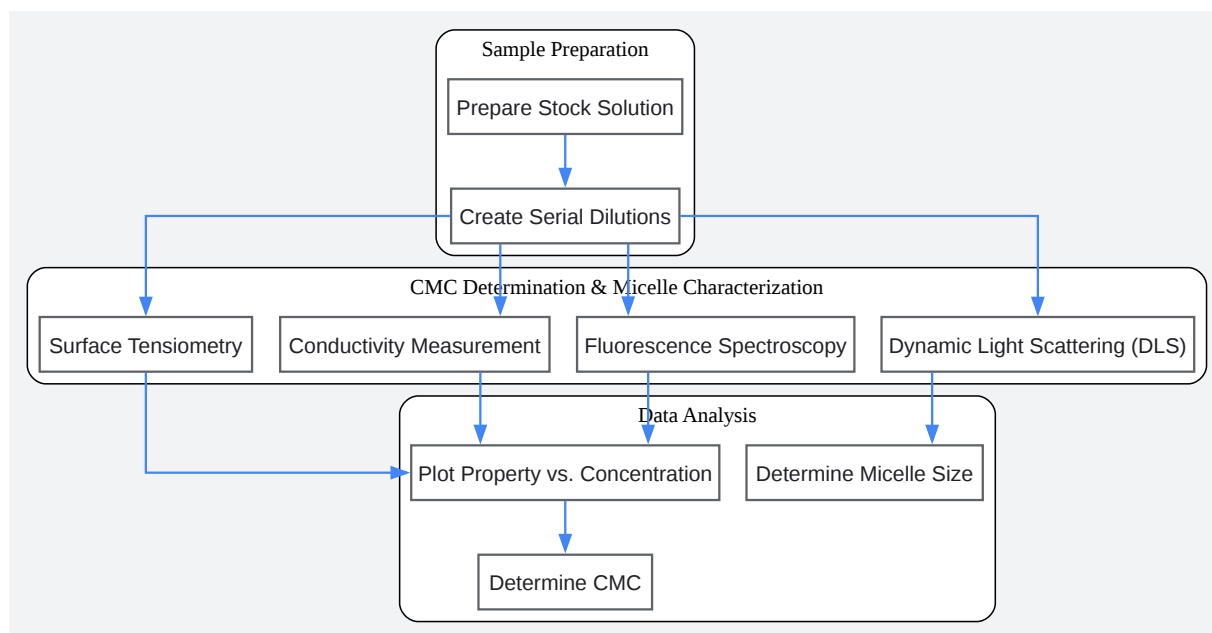 Sample Preparation
Prepare Stock Solution
Create Serial Dilutions
CMC Determination & Micelle Characterization
Surface Tensiometry
Conductivity Measurement
Fluorescence Spectroscopy
Dynamic Light Scattering (DLS)
Data Analysis
Plot Property vs. Concentration
Determine Micelle Size
Determine CMC